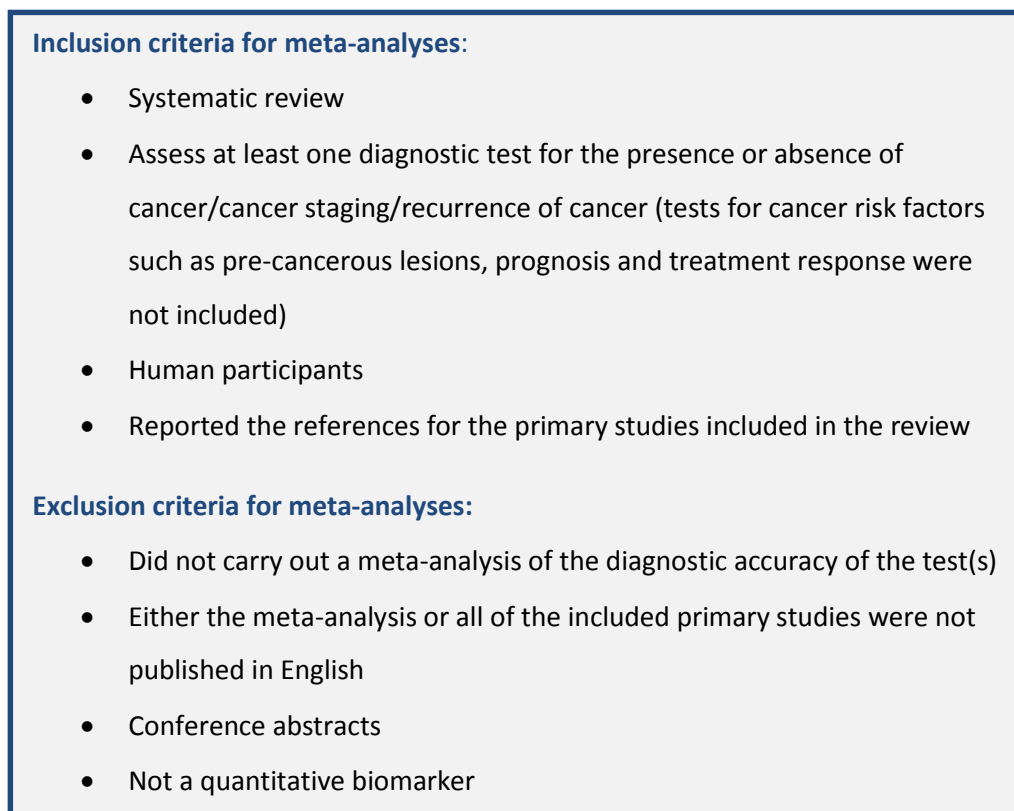 Inclusion criteria for meta-analyses:
• Systematic review
• Assess at least one diagnostic test for the presence or absence of
cancer/cancer staging/recurrence of cancer (tests for cancer risk factors
such as pre-cancerous lesions, prognosis and treatment response were
not included)
• Human participants
• Reported the references for the primary studies included in the review
Exclusion criteria for meta-analyses:
• Did not carry out a meta-analysis of the diagnostic accuracy of the test(s)
• Either the meta-analysis or all of the included primary studies were not
published in English
• Conference abstracts
• Not a quantitative biomarker